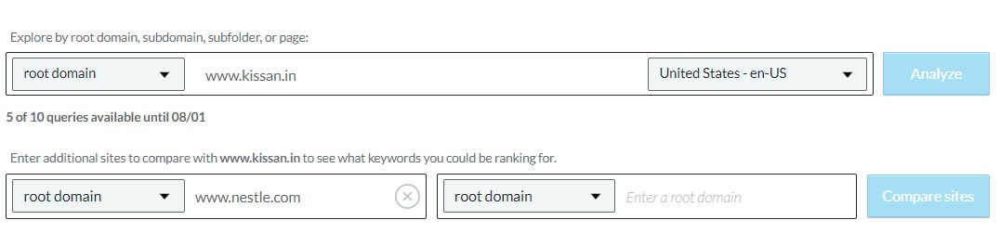 Explore by root domain, subdomain, subfolder, or page:
root domain www.kissan.in United States - en-US Analyze
5 of 10 queries available until 08/01
Enter additional sites to compare with www.kissan.in to see what keywords you could be ranking for.
root domain www.nestle.com root domain Enter a root domain Compare sites